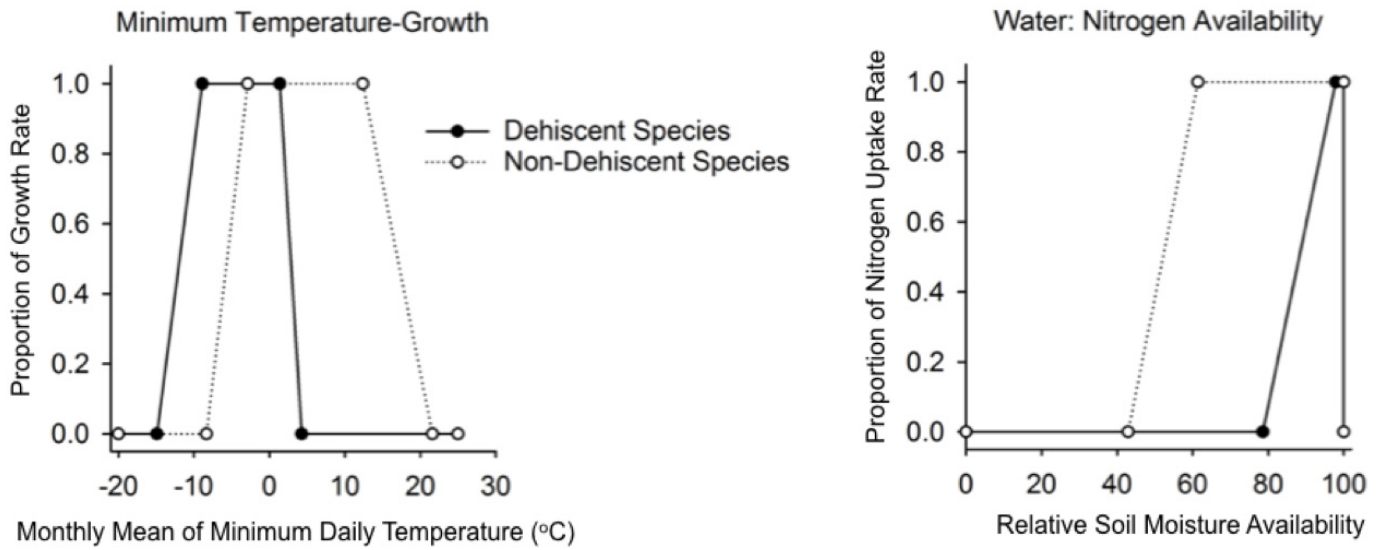 Minimum Temperature-Growth
Proportion of Growth Rate
1.0
0.8
0.6
0.4
0.2
0.0
-20 -10 0 10 20 30
Monthly Mean of Minimum Daily Temperature (°C)
Dehiscent Species
Non-Dehiscent Species
Water: Nitrogen Availability
Proportion of Nitrogen Uptake Rate
1.0
0.8
0.6
0.4
0.2
0.0
0 20 40 60 80 100
Relative Soil Moisture Availability